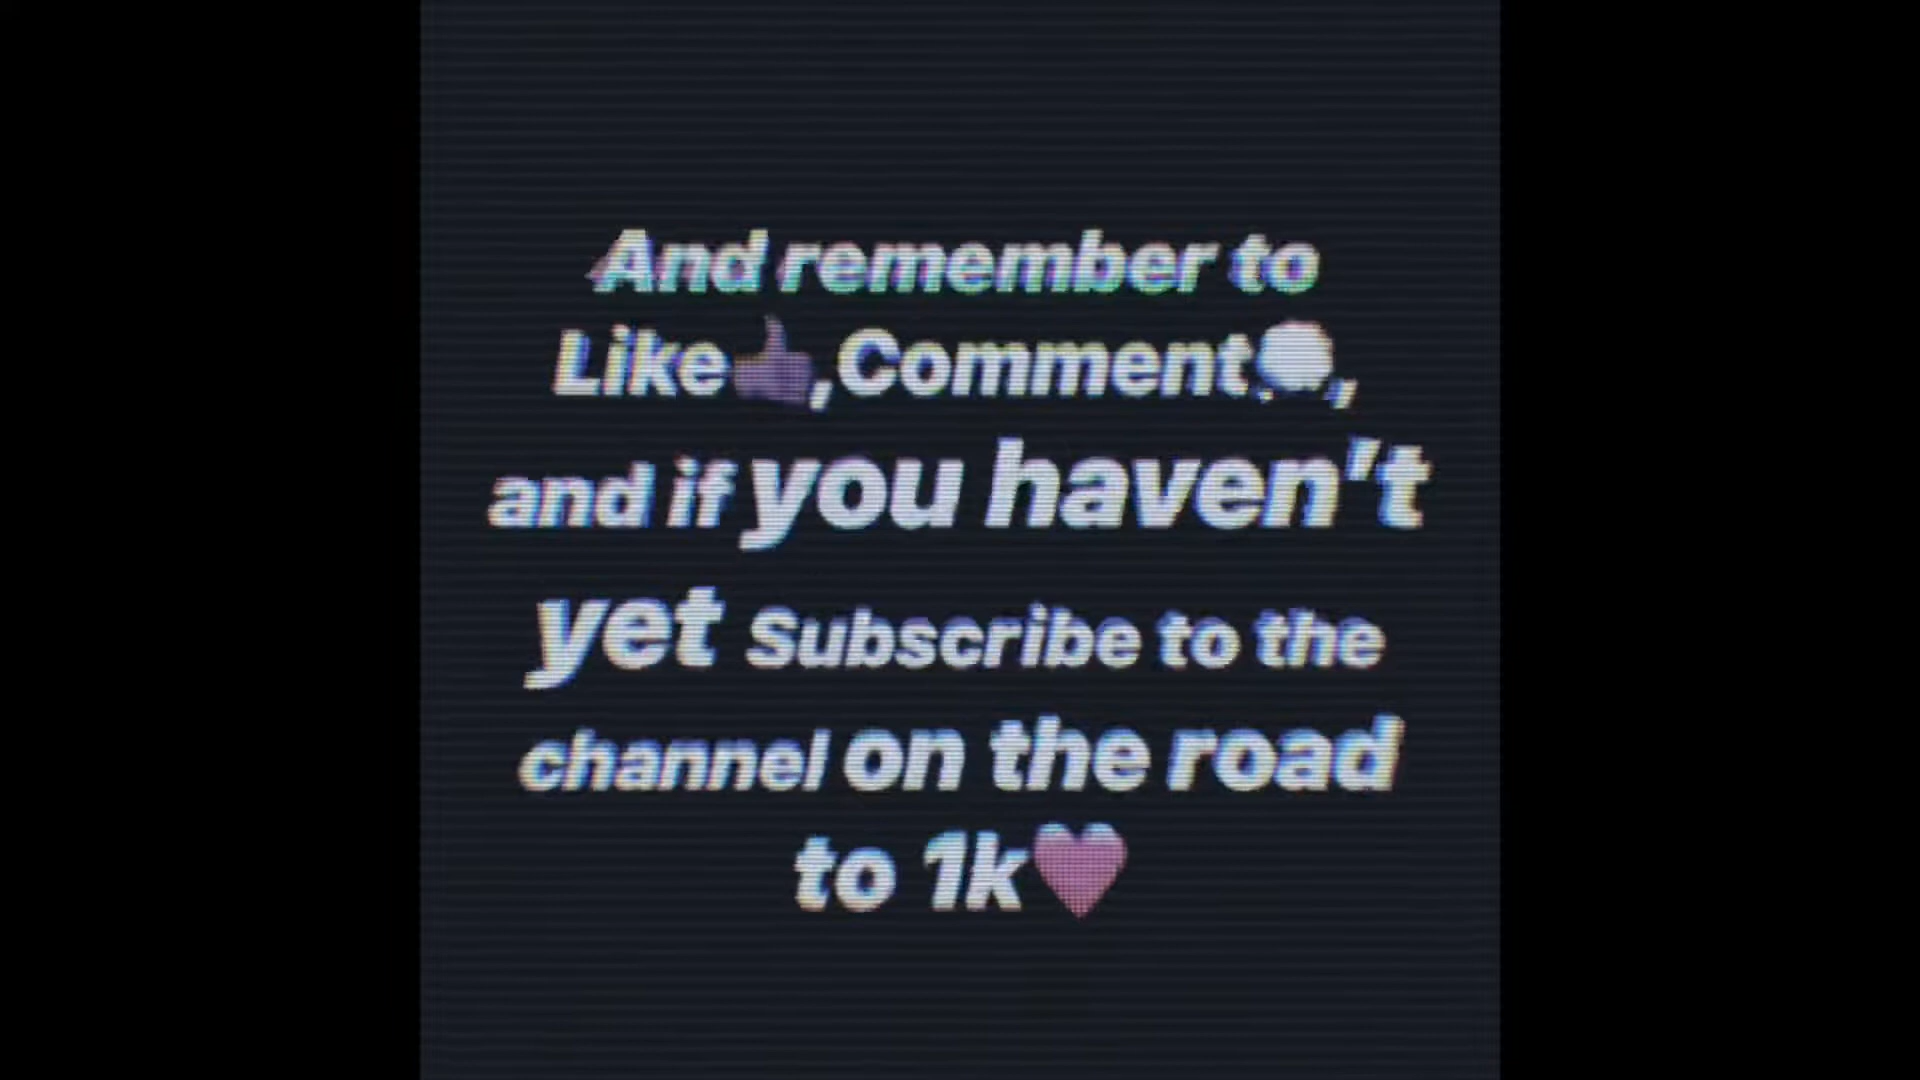 And remember to
Like👍,Comment💭,
and if you haven't
yet Subscribe to the
channel on the road
to 1k🩷